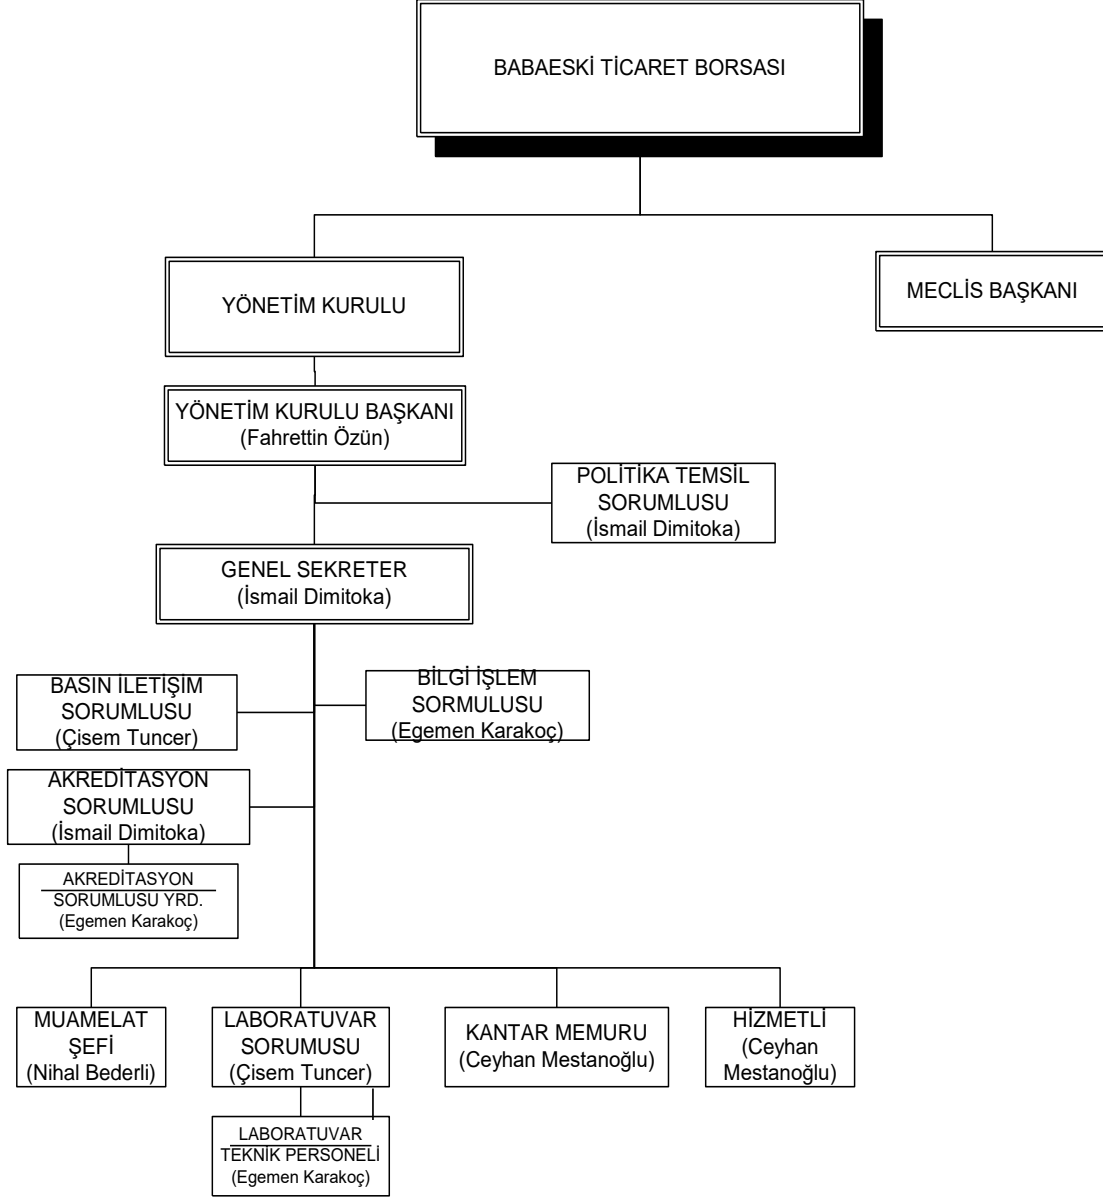 BABAESKİ TİCARET BORSASI
YÖNETİM KURULU
MECLİS BAŞKANI
YÖNETİM KURULU BAŞKANI
(Fahrettin Özün)
POLİTİKA TEMSİL
SORUMLUSU
(İsmail Dimitoka)
GENEL SEKRETER
(İsmail Dimitoka)
BASIN İLETİŞİM
SORUMLUSU
(Çisem Tuncer)
BİLGİ İŞLEM
SORMULUSU
(Egemen Karakoç)
AKREDİTASYON
SORUMLUSU
(İsmail Dimitoka)
AKREDİTASYON
SORUMLUSU YRD.
(Egemen Karakoç)
MUAMELAT
ŞEFİ
(Nihal Bederli)
LABORATUVAR
SORUMUSU
(Çisem Tuncer)
KANTAR MEMURU
(Ceyhan Mestanoğlu)
HİZMETLİ
(Ceyhan
Mestanoğlu)
LABORATUVAR
TEKNİK PERSONELİ
(Egemen Karakoç)